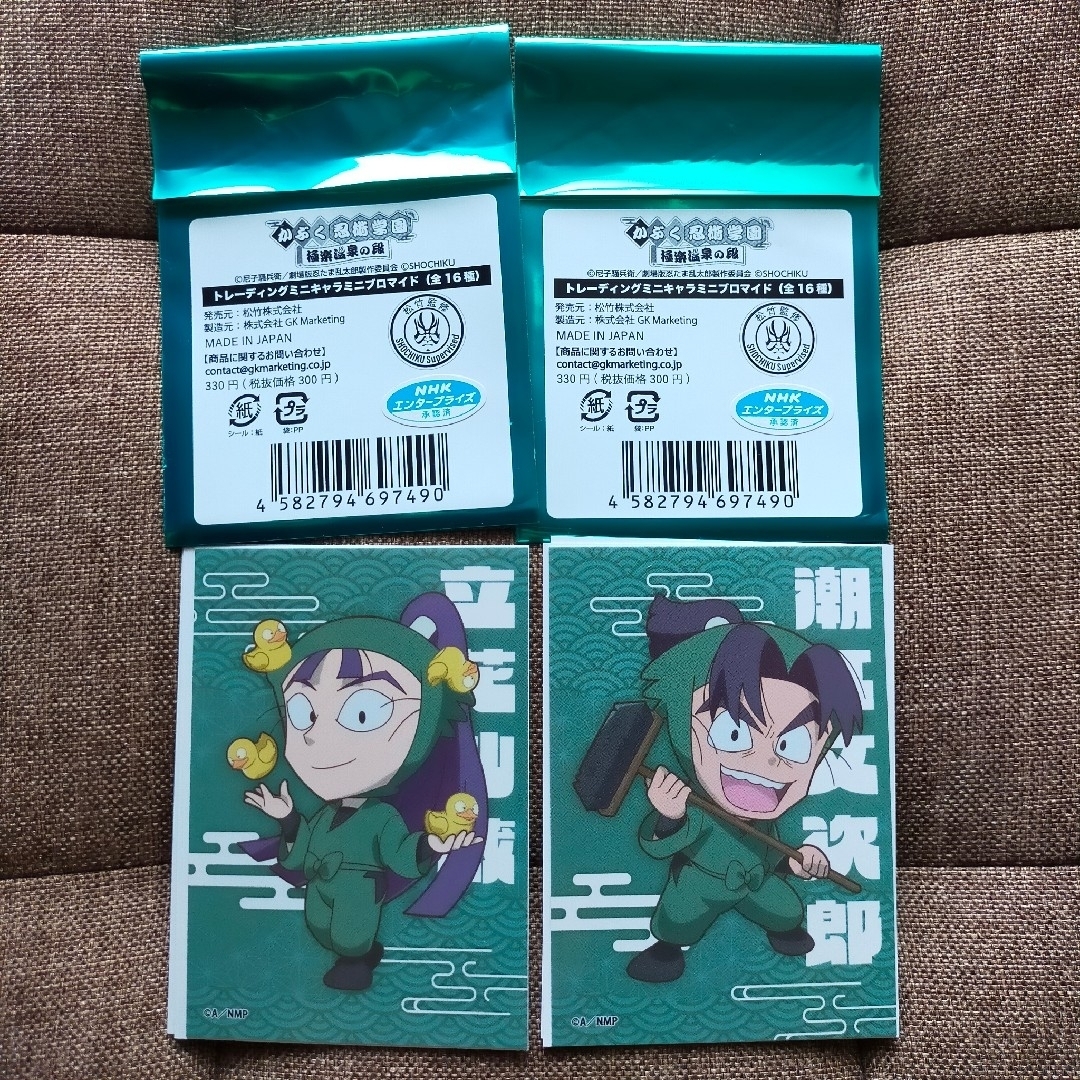 かぶく忍術学園
極楽温泉の段
©尼子騒兵衛／劇場版忍たま乱太郎製作委員会 ©SHOCHIKU
トレーディングミニキャラミニブロマイド（全16種）
発売元：松竹株式会社
製造元：株式会社 GK Marketing
MADE IN JAPAN
【商品に関するお問い合わせ】
contact@gkmarketing.co.jp
330円（税抜価格 300円）
松竹監修
SHOCHIKU Supervised
NHK
エンタープライズ
承認済
紙
プラ
シール：紙
袋：PP
4 582794 697490
かぶく忍術学園
極楽温泉の段
©尼子騒兵衛／劇場版忍たま乱太郎製作委員会 ©SHOCHIKU
トレーディングミニキャラミニブロマイド（全16種）
発売元：松竹株式会社
製造元：株式会社 GK Marketing
MADE IN JAPAN
【商品に関するお問い合わせ】
contact@gkmarketing.co.jp
330円（税抜価格 300円）
松竹監修
SHOCHIKU Supervised
NHK
エンタープライズ
承認済
紙
プラ
シール：紙
袋：PP
4 582794 697490
立花仙蔵
©A／NMP
潮江文次郎
©A／NMP